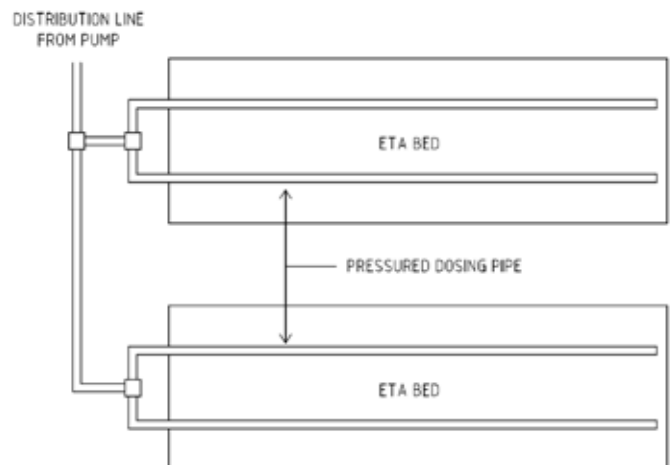 DISTRIBUTION LINE
FROM PUMP
ETA BED
PRESSURED DOSING PIPE
ETA BED